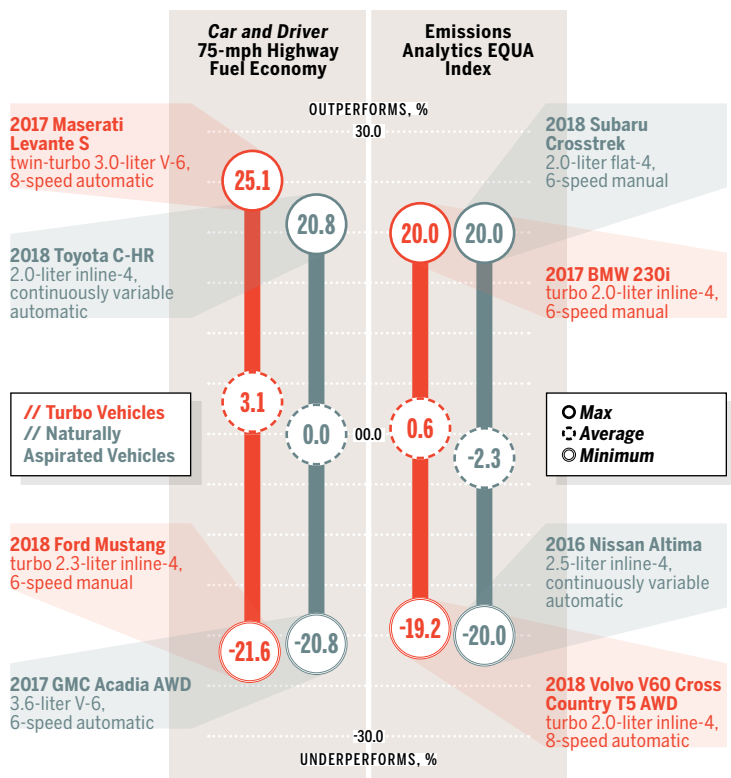 Car and Driver
75-mph Highway
Fuel Economy
Emissions
Analytics EQUA
Index
OUTPERFORMS, %
30.0
2017 Maserati
Levante S
twin-turbo 3.0-liter V-6,
8-speed automatic
25.1
20.8
2018 Toyota C-HR
2.0-liter inline-4,
continuously variable
automatic
2018 Subaru
Crosstrek
2.0-liter flat-4,
6-speed manual
20.0
20.0
2017 BMW 230i
turbo 2.0-liter inline-4,
6-speed manual
// Turbo Vehicles
// Naturally
Aspirated Vehicles
3.1
0.0
00.0
0.6
-2.3
Max
Average
Minimum
2018 Ford Mustang
turbo 2.3-liter inline-4,
6-speed manual
-21.6
-20.8
2017 GMC Acadia AWD
3.6-liter V-6,
6-speed automatic
2016 Nissan Altima
2.5-liter inline-4,
continuously variable
automatic
-19.2
-20.0
2018 Volvo V60 Cross
Country T5 AWD
turbo 2.0-liter inline-4,
8-speed automatic
-30.0
UNDERPERFORMS, %